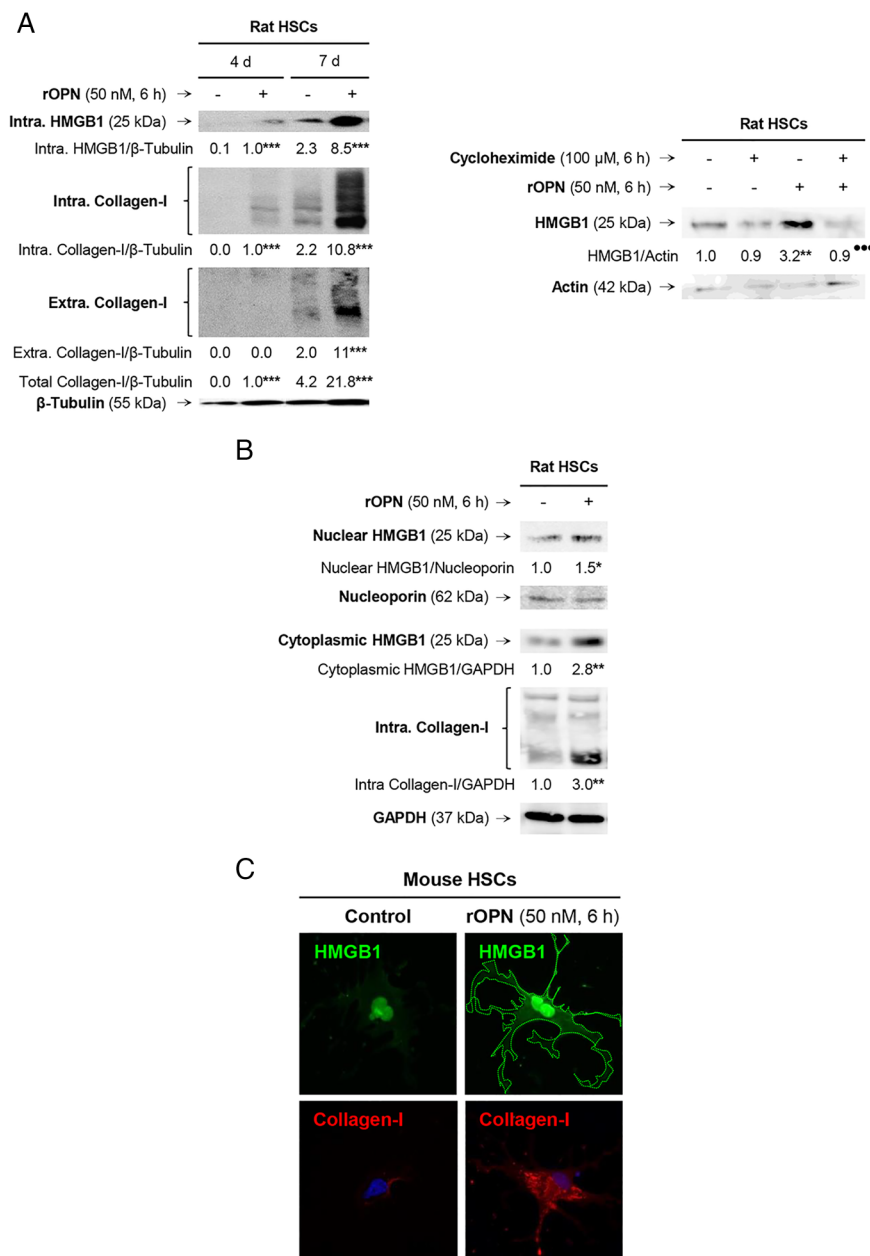 A
Rat HSCs
4 d 7 d
rOPN (50 nM, 6 h) → - + - +
Intra. HMGB1 (25 kDa) →
Intra. HMGB1/β-Tubulin 0.1 1.0*** 2.3 8.5***
Intra. Collagen-I
Intra. Collagen-I/β-Tubulin 0.0 1.0*** 2.2 10.8***
Extra. Collagen-I
Extra. Collagen-I/β-Tubulin 0.0 0.0 2.0 11***
Total Collagen-I/β-Tubulin 0.0 1.0*** 4.2 21.8***
β-Tubulin (55 kDa) →
Rat HSCs
Cycloheximide (100 µM, 6 h) → - + - +
rOPN (50 nM, 6 h) → - - + +
HMGB1 (25 kDa) →
HMGB1/Actin 1.0 0.9 3.2** 0.9•••
Actin (42 kDa) →
B
Rat HSCs
rOPN (50 nM, 6 h) → - +
Nuclear HMGB1 (25 kDa) →
Nuclear HMGB1/Nucleoporin 1.0 1.5*
Nucleoporin (62 kDa) →
Cytoplasmic HMGB1 (25 kDa) →
Cytoplasmic HMGB1/GAPDH 1.0 2.8**
Intra. Collagen-I
Intra Collagen-I/GAPDH 1.0 3.0**
GAPDH (37 kDa) →
C
Mouse HSCs
Control rOPN (50 nM, 6 h)
HMGB1 HMGB1
Collagen-I Collagen-I